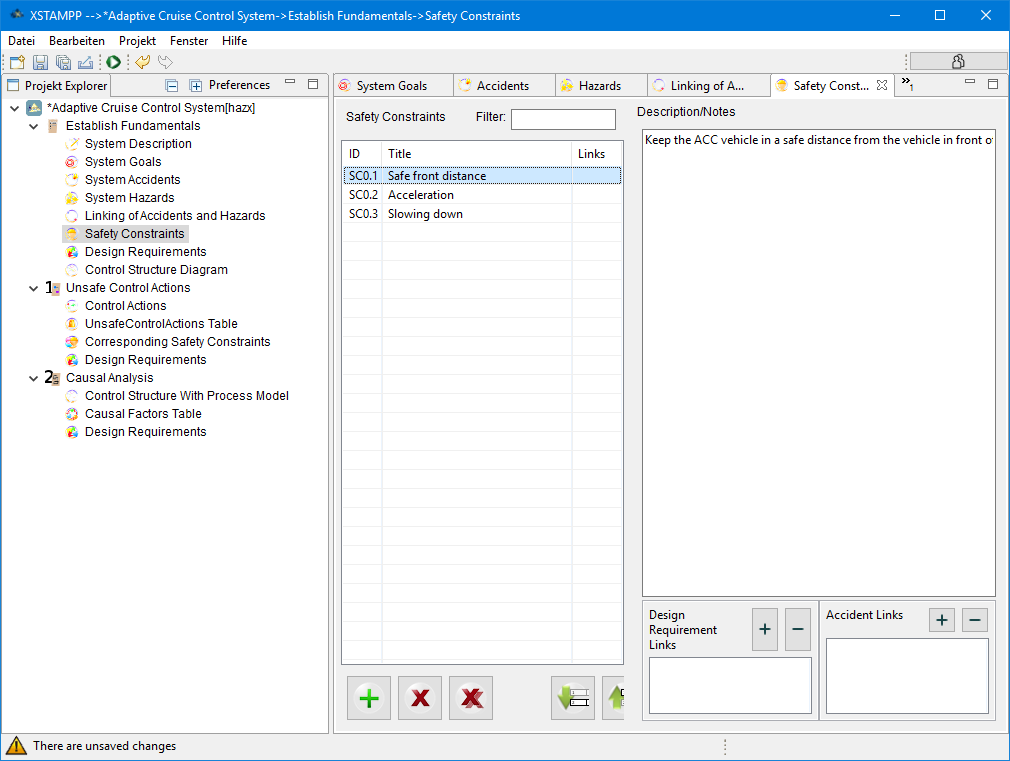 XSTAMPP -->*Adaptive Cruise Control System->Establish Fundamentals->Safety Constraints
Datei Bearbeiten Projekt Fenster Hilfe
Projekt Explorer Preferences
*Adaptive Cruise Control System[hazx]
Establish Fundamentals
System Description
System Goals
System Accidents
System Hazards
Linking of Accidents and Hazards
Safety Constraints
Design Requirements
Control Structure Diagram
1 Unsafe Control Actions
Control Actions
UnsafeControlActions Table
Corresponding Safety Constraints
Design Requirements
2 Causal Analysis
Control Structure With Process Model
Causal Factors Table
Design Requirements
System Goals Accidents Hazards Linking of A... Safety Const... »1
Safety Constraints Filter:
ID Title Links
SC0.1 Safe front distance
SC0.2 Acceleration
SC0.3 Slowing down
Description/Notes
Keep the ACC vehicle in a safe distance from the vehicle in front o
Design
Requirement
Links
+ −
Accident Links + −
There are unsaved changes